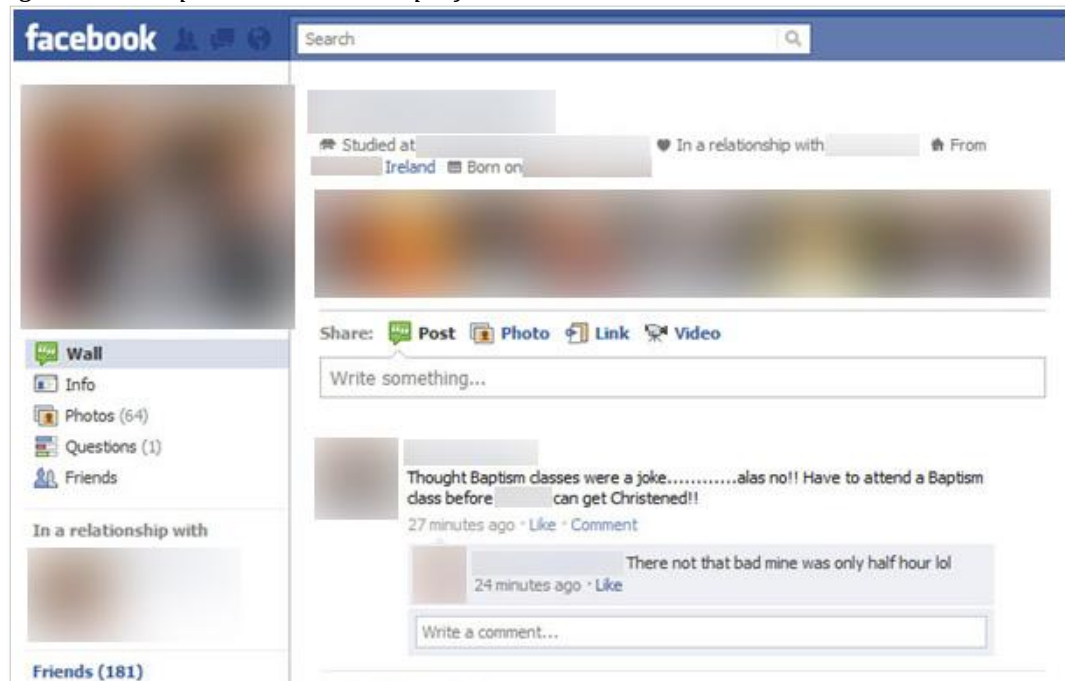 facebook
Search
Studied at In a relationship with From
Ireland Born on
Share: Post Photo Link Video
Write something...
Wall
Info
Photos (64)
Questions (1)
Friends
In a relationship with
Friends (181)
Thought Baptism classes were a joke............alas no!! Have to attend a Baptism
class before can get Christened!!
27 minutes ago · Like · Comment
There not that bad mine was only half hour lol
24 minutes ago · Like
Write a comment...